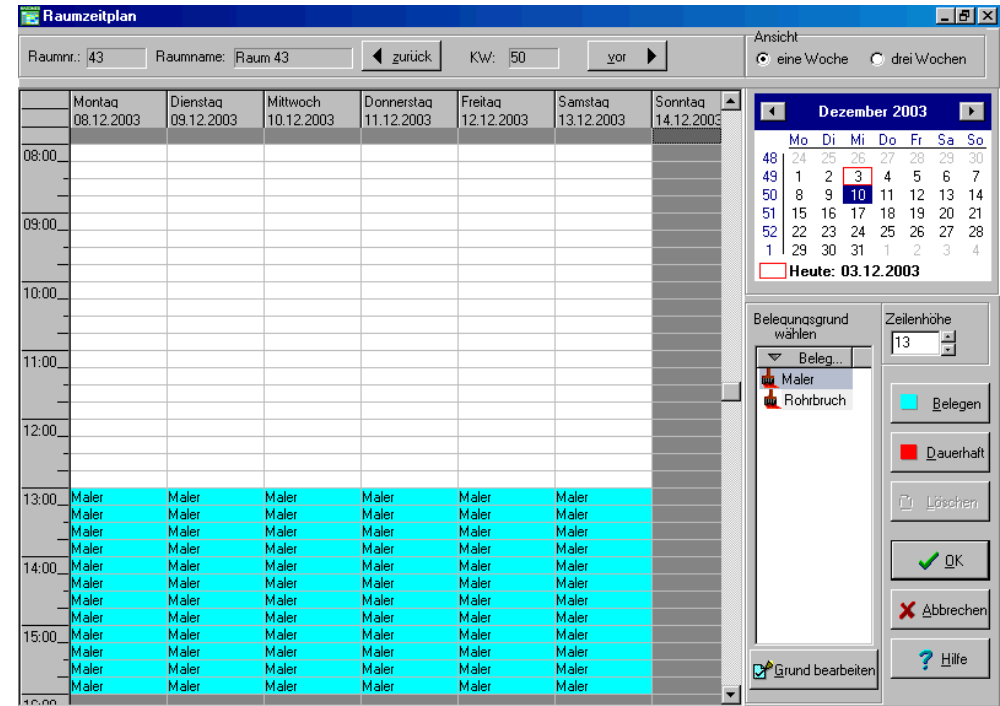 Raumzeitplan
Raumnr.: 43 Raumname: Raum 43 zurück KW: 50 vor
Ansicht
eine Woche drei Wochen
Montag Dienstag Mittwoch Donnerstag Freitag Samstag Sonntag
08.12.2003 09.12.2003 10.12.2003 11.12.2003 12.12.2003 13.12.2003 14.12.2003
08:00
09:00
10:00
11:00
12:00
13:00 Maler Maler Maler Maler Maler Maler
Maler Maler Maler Maler Maler Maler
Maler Maler Maler Maler Maler Maler
Maler Maler Maler Maler Maler Maler
14:00 Maler Maler Maler Maler Maler Maler
Maler Maler Maler Maler Maler Maler
Maler Maler Maler Maler Maler Maler
Maler Maler Maler Maler Maler Maler
15:00 Maler Maler Maler Maler Maler Maler
Maler Maler Maler Maler Maler Maler
Maler Maler Maler Maler Maler Maler
Maler Maler Maler Maler Maler Maler
Dezember 2003
Mo Di Mi Do Fr Sa So
48 24 25 26 27 28 29 30
49 1 2 3 4 5 6 7
50 8 9 10 11 12 13 14
51 15 16 17 18 19 20 21
52 22 23 24 25 26 27 28
1 29 30 31 1 2 3 4
Heute: 03.12.2003
Belegungsgrund
wählen
Beleg...
Maler
Rohrbruch
Grund bearbeiten
Zeilenhöhe
13
Belegen
Dauerhaft
Löschen
OK
Abbrechen
Hilfe